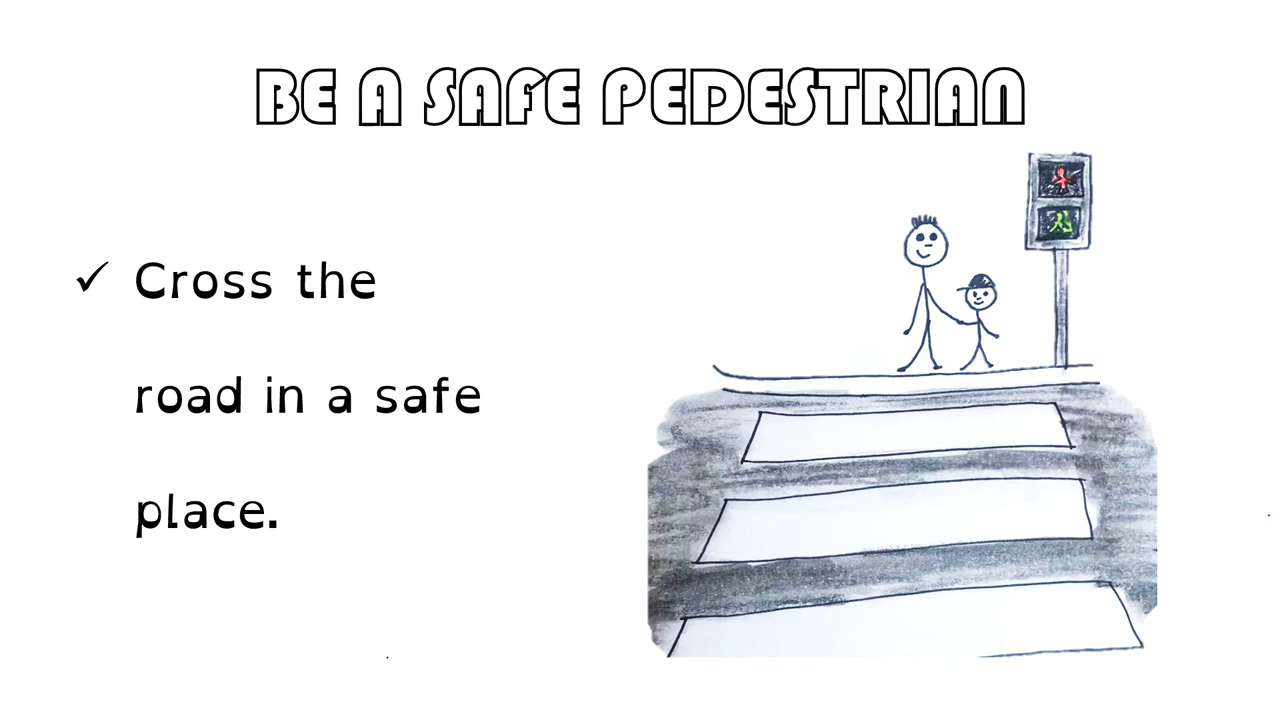 BE A SAFE PEDESTRIAN
✓ Cross the
road in a safe
place.